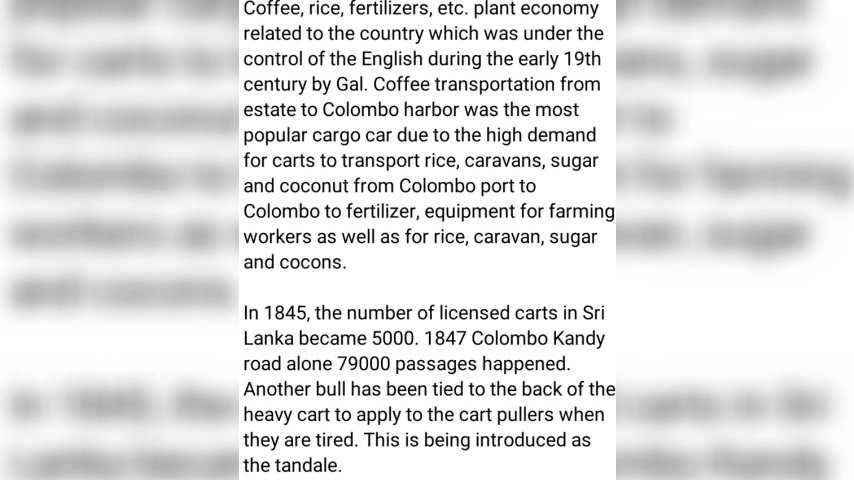 Coffee, rice, fertilizers, etc. plant economy
related to the country which was under the
control of the English during the early 19th
century by Gal. Coffee transportation from
estate to Colombo harbor was the most
popular cargo car due to the high demand
for carts to transport rice, caravans, sugar
and coconut from Colombo port to
Colombo to fertilizer, equipment for farming
workers as well as for rice, caravan, sugar
and cocons.
In 1845, the number of licensed carts in Sri
Lanka became 5000. 1847 Colombo Kandy
road alone 79000 passages happened.
Another bull has been tied to the back of the
heavy cart to apply to the cart pullers when
they are tired. This is being introduced as
the tandale.